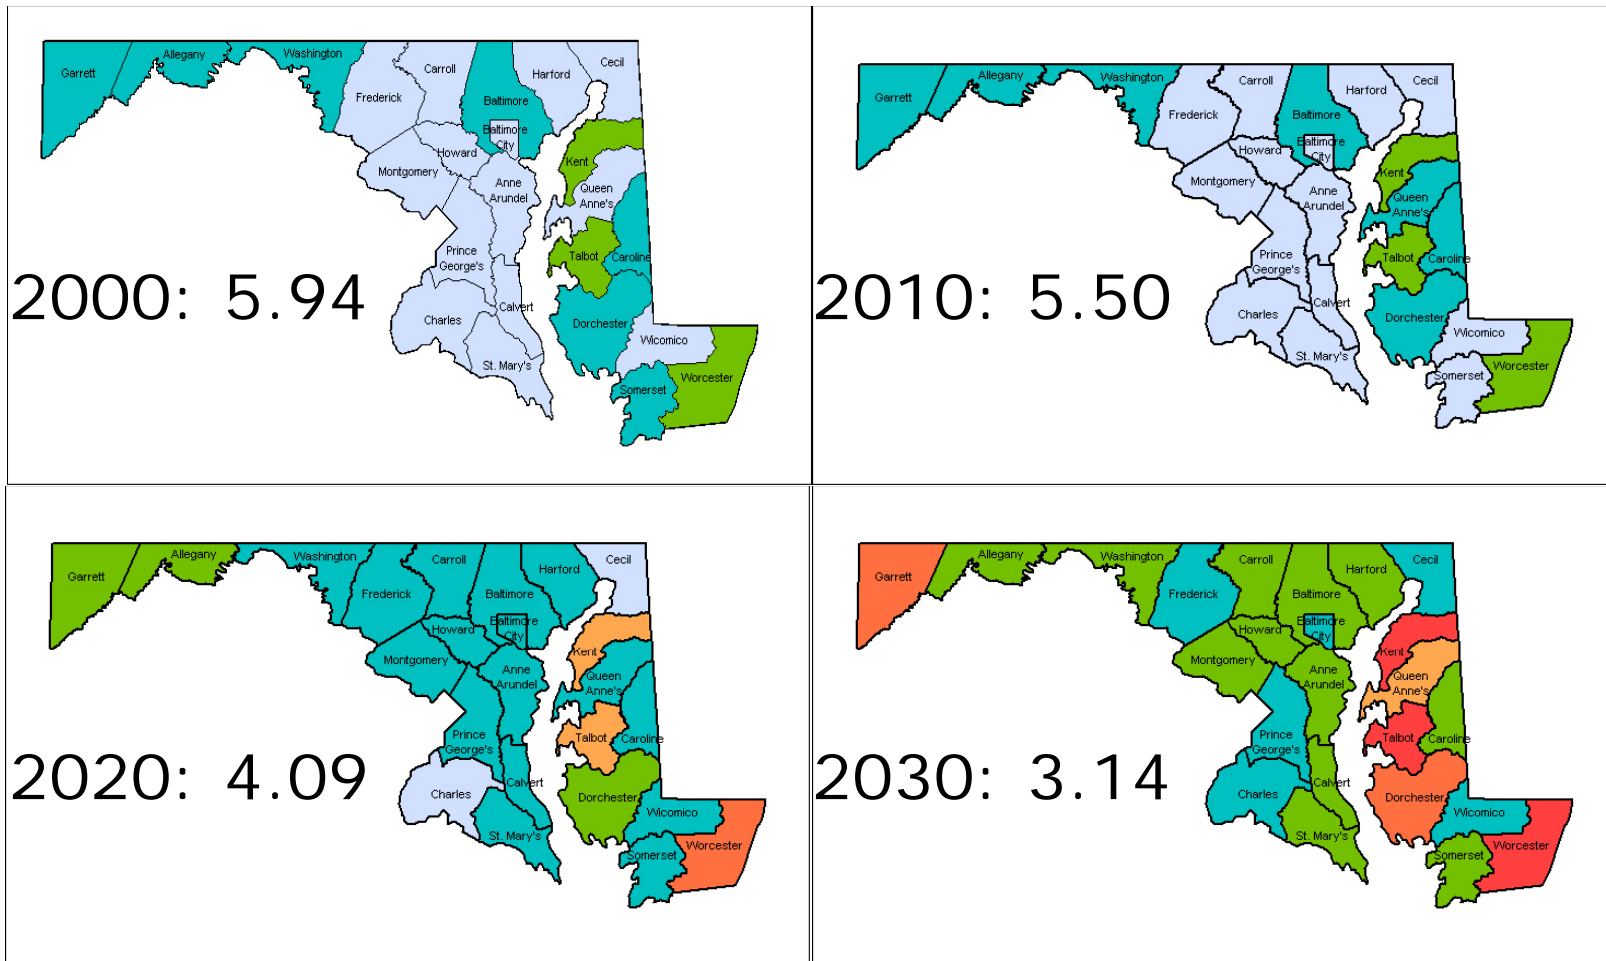 Garrett
Allegany
Washington
Frederick
Carroll
Baltimore
Harford
Cecil
Baltimore
City
Howard
Montgomery
Anne
Arundel
Kent
Queen
Anne's
Prince
George's
Talbot
Caroline
2000: 5.94
Charles
Calvert
St. Mary's
Dorchester
Wicomico
Somerset
Worcester
Garrett
Allegany
Washington
Frederick
Carroll
Baltimore
Harford
Cecil
Baltimore
City
Howard
Montgomery
Anne
Arundel
Kent
Queen
Anne's
Prince
George's
Talbot
Caroline
2010: 5.50
Charles
Calvert
St. Mary's
Dorchester
Wicomico
Somerset
Worcester
Garrett
Allegany
Washington
Frederick
Carroll
Baltimore
Harford
Cecil
Baltimore
City
Howard
Montgomery
Anne
Arundel
Kent
Queen
Anne's
Prince
George's
Talbot
Caroline
2020: 4.09
Charles
Calvert
St. Mary's
Dorchester
Wicomico
Somerset
Worcester
Garrett
Allegany
Washington
Frederick
Carroll
Baltimore
Harford
Cecil
Baltimore
City
Howard
Montgomery
Anne
Arundel
Kent
Queen
Anne's
Prince
George's
Talbot
Caroline
2030: 3.14
Charles
Calvert
St. Mary's
Dorchester
Wicomico
Somerset
Worcester